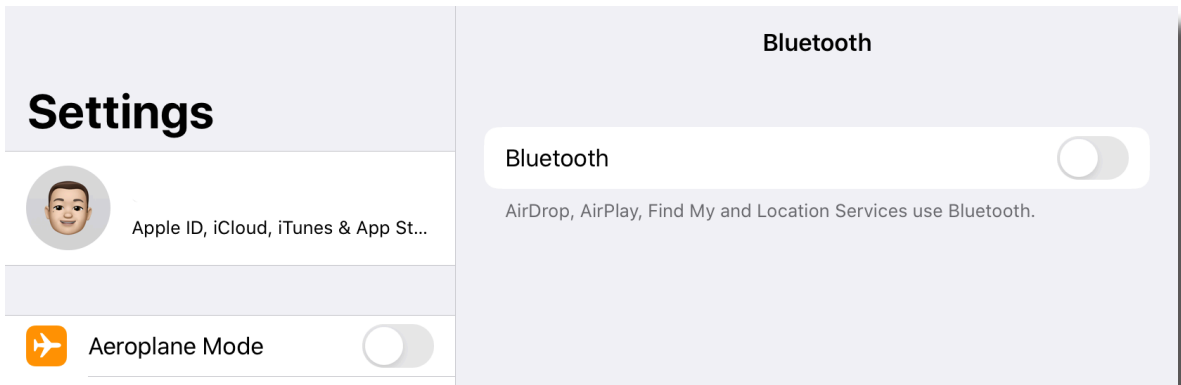 Settings
Apple ID, iCloud, iTunes & App St...
Aeroplane Mode
Bluetooth
Bluetooth
AirDrop, AirPlay, Find My and Location Services use Bluetooth.